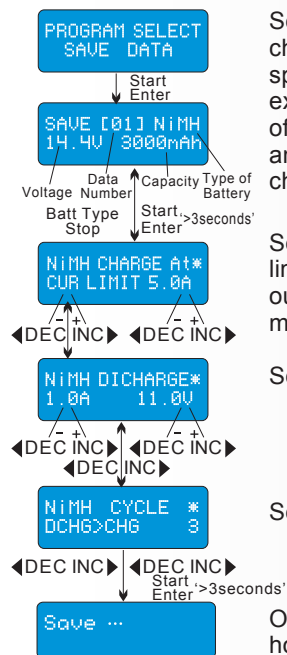 PROGRAM SELECT
SAVE DATA
Start
Enter
SAVE [01] NiMH
14.4V 3000mAh
Voltage
Data
Number
Capacity
Type of
Battery
Batt Type
Stop
Start
Enter
'>3seconds'
NiMH CHARGE At*
CUR LIMIT 5.0A
- +
◀DEC INC▶ ◀DEC INC▶
NiMH DICHARGE*
1.0A 11.0V
- + - +
◀DEC INC▶ ◀DEC INC▶
◀DEC INC▶
NiMH CYCLE *
DCHG>CHG 3
◀DEC INC▶ ◀DEC INC▶
Start
Enter
'>3seconds'
Save ...